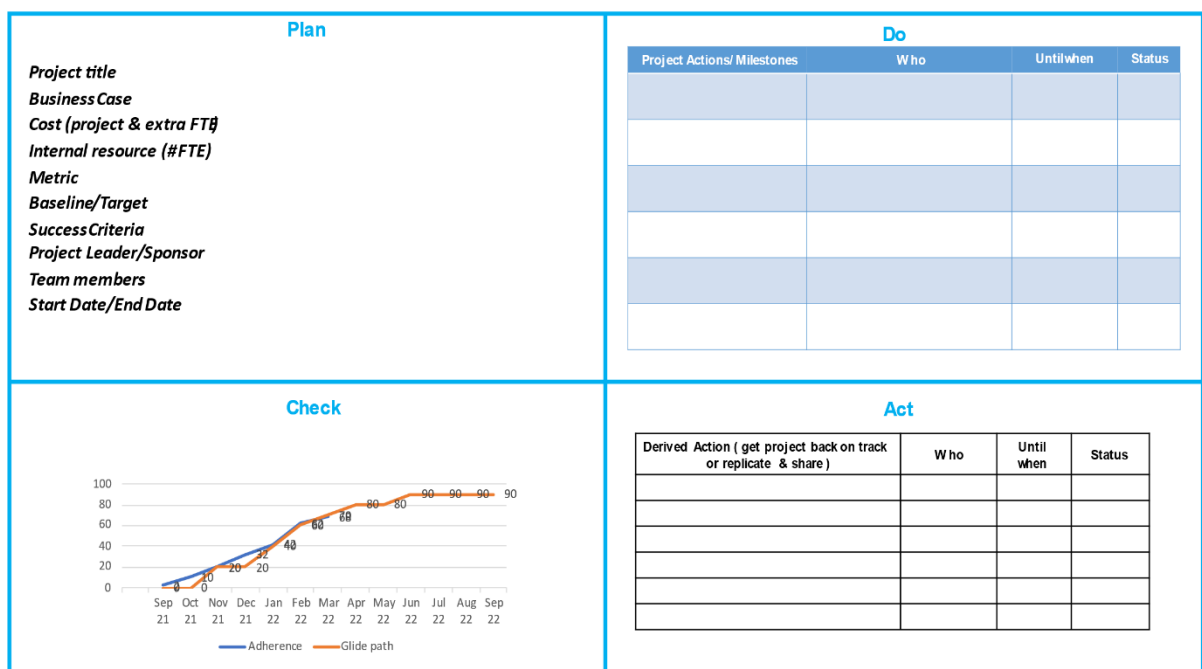 Plan
Project title
Business Case
Cost (project & extra FTE)
Internal resource (#FTE)
Metric
Baseline/Target
Success Criteria
Project Leader/Sponsor
Team members
Start Date/End Date
Do
Project Actions/ Milestones Who Until when Status
Check
100
80
60
40
20
0
10
0
20
20
32
20
80
80
90
90
90
90
Sep 21 Oct 21 Nov 21 Dec 21 Jan 22 Feb 22 Mar 22 Apr 22 May 22 Jun 22 Jul 22 Aug 22 Sep 22
Adherence Glide path
Act
Derived Action ( get project back on track
or replicate & share )
Who
Until
when
Status